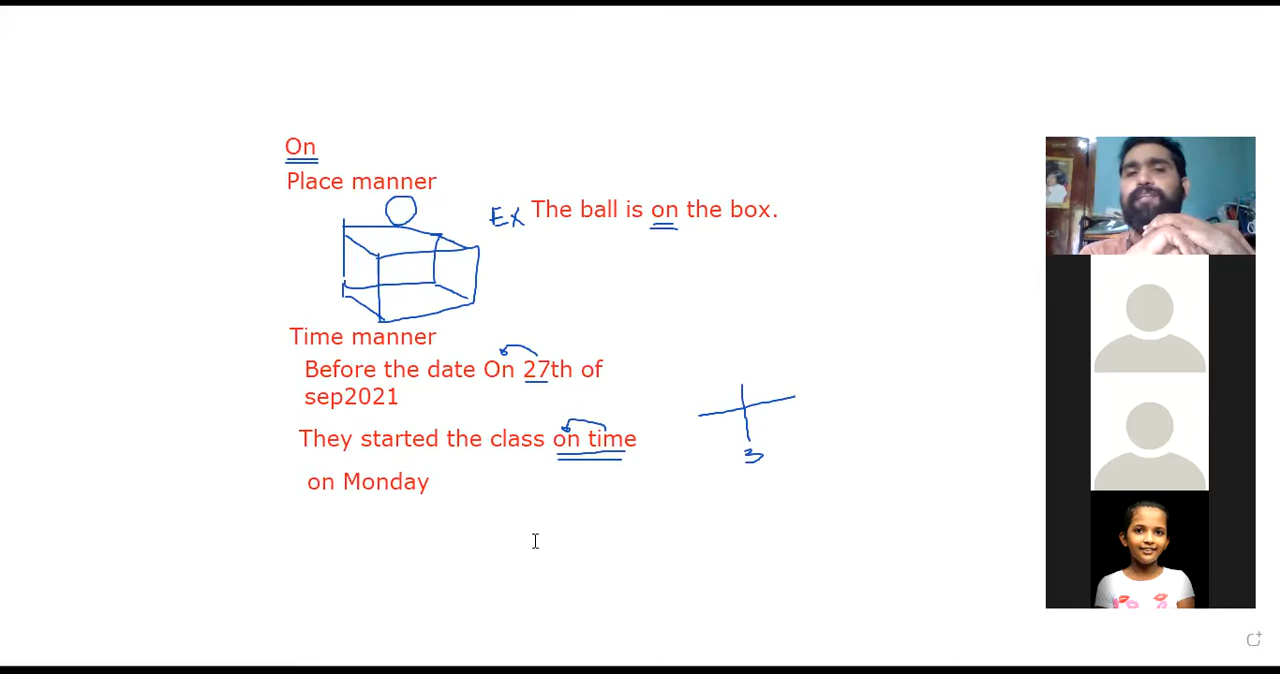 On
Place manner
EX The ball is on the box.
Time manner
Before the date On 27th of
sep2021
They started the class on time
3
on Monday